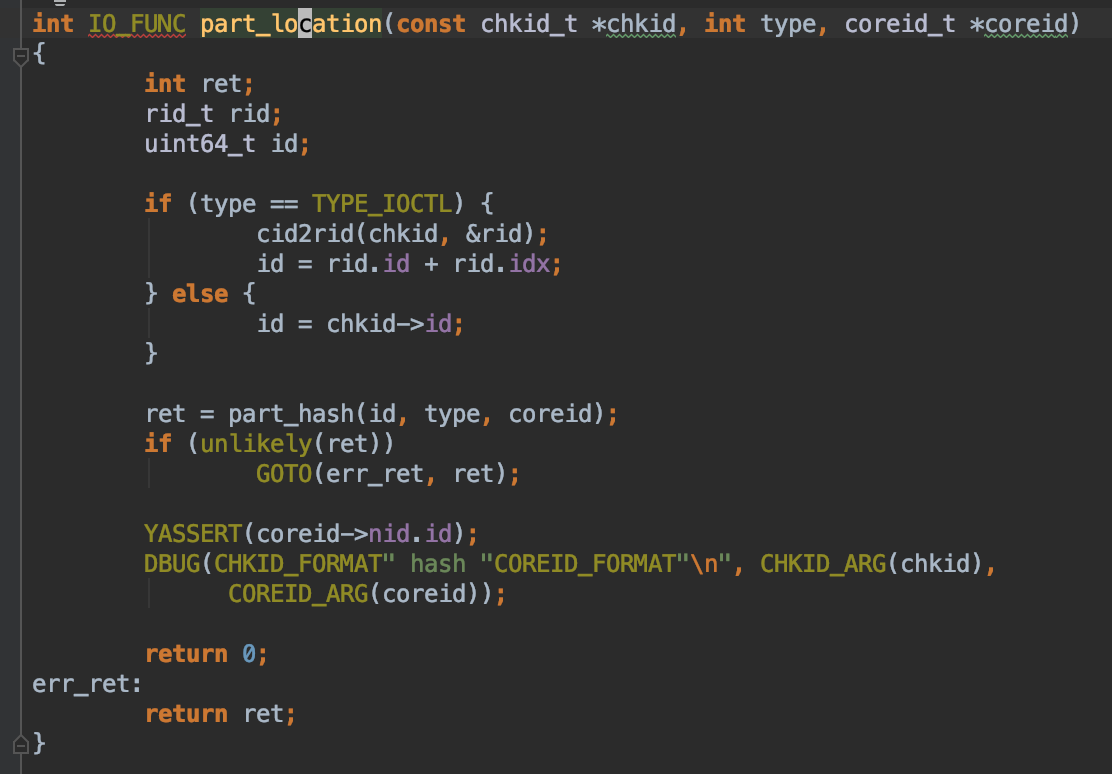 int IO_FUNC part_location(const chkid_t *chkid, int type, coreid_t *coreid)
{
        int ret;
        rid_t rid;
        uint64_t id;

        if (type == TYPE_IOCTL) {
                cid2rid(chkid, &rid);
                id = rid.id + rid.idx;
        } else {
                id = chkid->id;
        }

        ret = part_hash(id, type, coreid);
        if (unlikely(ret))
                GOTO(err_ret, ret);

        YASSERT(coreid->nid.id);
        DBUG(CHKID_FORMAT" hash "COREID_FORMAT"\n", CHKID_ARG(chkid),
              COREID_ARG(coreid));

        return 0;
err_ret:
        return ret;
}